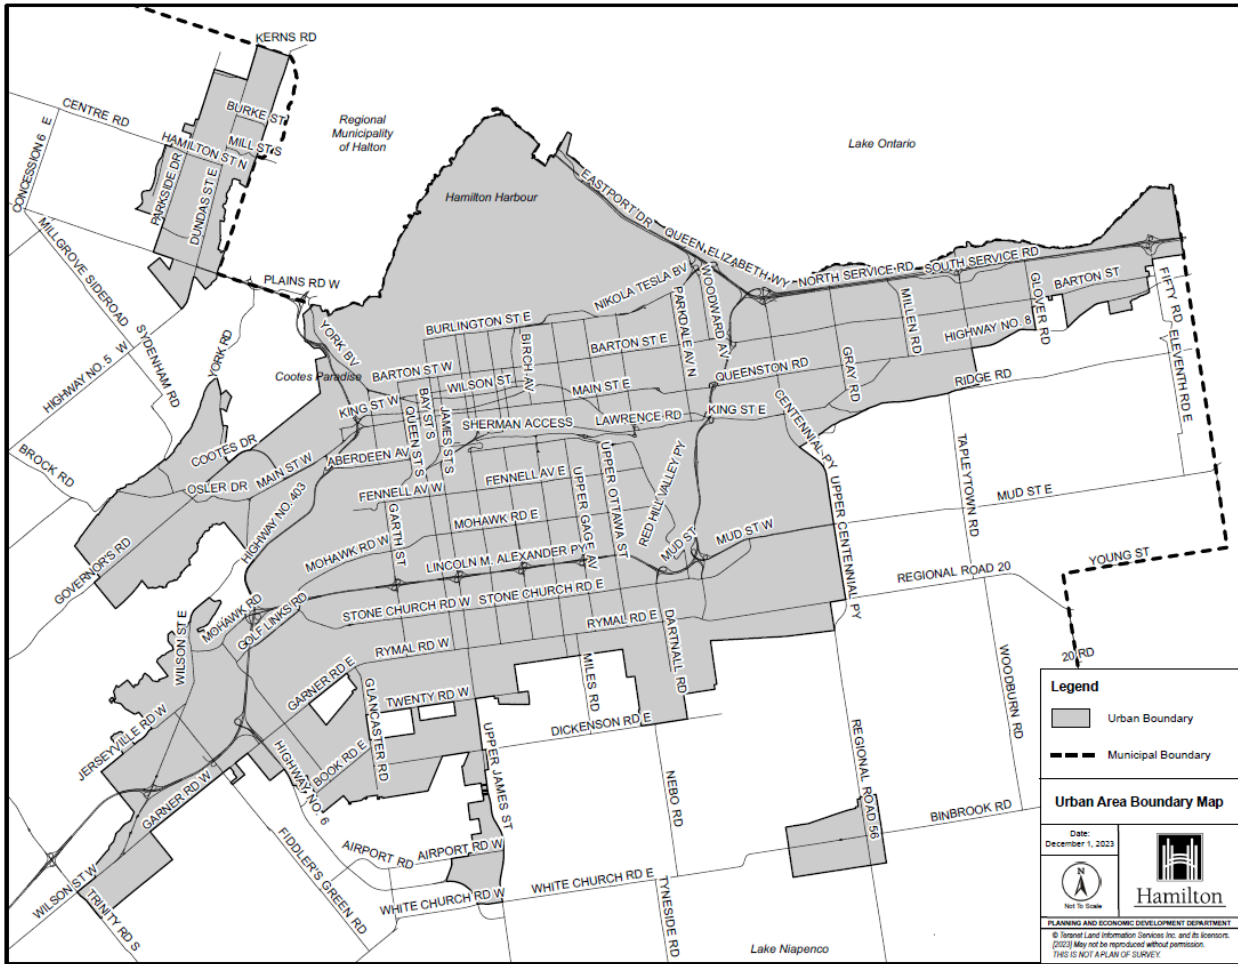 KERNS RD
CENTRE RD
BURKE ST
Regional
Municipality
of Halton
CONCESSION 6 E
HAMILTON ST N
MILL ST S
Lake Ontario
PARKSIDE DR
DUNDAS ST E
EASTPORT DR
Hamilton Harbour
MILLGROVE SIDEROAD
QUEEN ELIZABETH WY
NORTH SERVICE RD
SOUTH SERVICE RD
PLAINS RD W
NIKOLA TESLA BV
WOODWARD AV
PARKDALE AV N
MILLEN RD
GLOVER RD
BARTON ST
FIFTY RD
ELEVENTH RD E
HIGHWAY NO. 8
HIGHWAY NO. 5 W
SYDENHAM RD
YORK RD
YORK BV
BURLINGTON ST E
BIRCH AV
BARTON ST E
BARTON ST W
Cootes Paradise
WILSON ST
MAIN ST E
QUEENSTON RD
GRAY RD
RIDGE RD
KING ST W
QUEEN ST S
BAY ST S
JAMES ST S
SHERMAN ACCESS
LAWRENCE RD
KING ST E
CENTENNIAL PY
BROCK RD
COOTES DR
MAIN ST W
OSLER DR
ABERDEEN AV
TAPLEYTOWN RD
FENNELL AV W
FENNELL AV E
UPPER GAGE AV
UPPER OTTAWA ST
RED HILL VALLEY PY
UPPER CENTENNIAL PY
MUD ST E
HIGHWAY NO. 403
GARTH ST
MOHAWK RD E
MOHAWK RD W
MUD ST
MUD ST W
GOVERNOR'S RD
LINCOLN M. ALEXANDER PY
YOUNG ST
REGIONAL ROAD 20
STONE CHURCH RD W
STONE CHURCH RD E
MOHAWK RD
GOLF LINKS RD
WILSON ST E
RYMAL RD W
RYMAL RD E
DARTNALL RD
20 RD
WOODBURN RD
GARNER RD E
GLANCASTER RD
TWENTY RD W
MILES RD
JERSEYVILLE RD W
DICKENSON RD E
UPPER JAMES ST
REGIONAL ROAD 56
HIGHWAY NO. 6
BOOK RD E
GARNER RD W
NEBO RD
BINBROOK RD
FIDDLER'S GREEN RD
AIRPORT RD
AIRPORT RD W
WILSON ST W
TRINITY RD S
WHITE CHURCH RD W
WHITE CHURCH RD E
TYNESIDE RD
Lake Niapenco
Legend
Urban Boundary
Municipal Boundary
Urban Area Boundary Map
Date:
December 1, 2023
N
Not To Scale
Hamilton
PLANNING AND ECONOMIC DEVELOPMENT DEPARTMENT
© Teranet Land Information Services Inc. and its licensors.
[2023] May not be reproduced without permission.
THIS IS NOT A PLAN OF SURVEY.